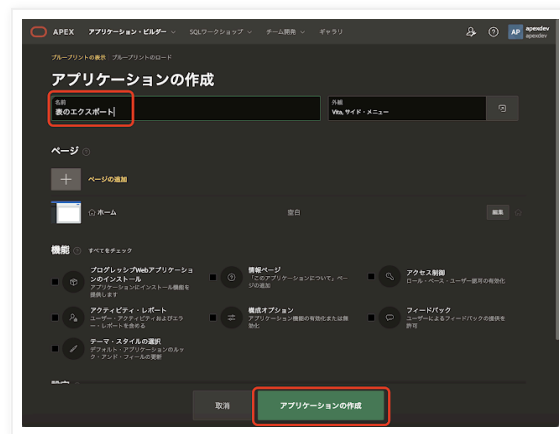 APEX アプリケーション・ビルダー SQLワークショップ チーム開発 ギャラリ AP apexdev
apexdev
ブループリントの表示 ブループリントのロード
アプリケーションの作成
名前
表のエクスポート
外観
Vita, サイド・メニュー
ページ
ページの追加
ホーム 空白 編集
機能 すべてをチェック
プログレッシブWebアプリケーションのインストール
アプリケーションにインストール機能を提供します
情報ページ
「このアプリケーションについて」ページの追加
アクセス制御
ロール・ベース・ユーザー認可の有効化
アクティビティ・レポート
ユーザー・アクティビティおよびエラー・レポートを含める
構成オプション
アプリケーション機能の有効化または無効化
フィードバック
ユーザーによるフィードバックの提供を許可
テーマ・スタイルの選択
デフォルト・アプリケーションのルック・アンド・フィールの更新
取消 アプリケーションの作成